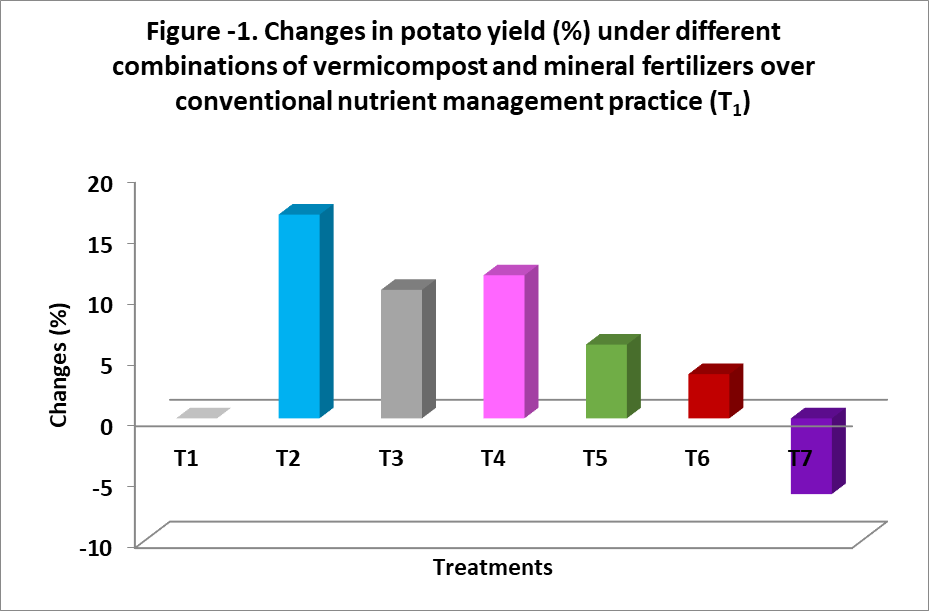 Figure -1. Changes in potato yield (%) under different
combinations of vermicompost and mineral fertilizers over
conventional nutrient management practice (T₁)
20
15
10
5
0
-5
-10
Changes (%)
T1 T2 T3 T4 T5 T6 T7
Treatments